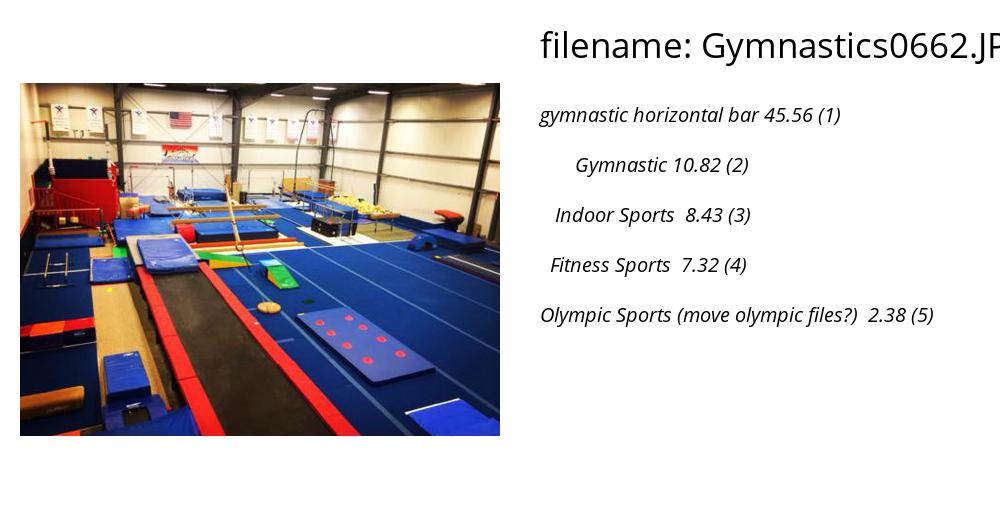 filename: Gymnastics0662.JP
gymnastic horizontal bar 45.56 (1)
Gymnastic 10.82 (2)
Indoor Sports 8.43 (3)
Fitness Sports 7.32 (4)
Olympic Sports (move olympic files?) 2.38 (5)